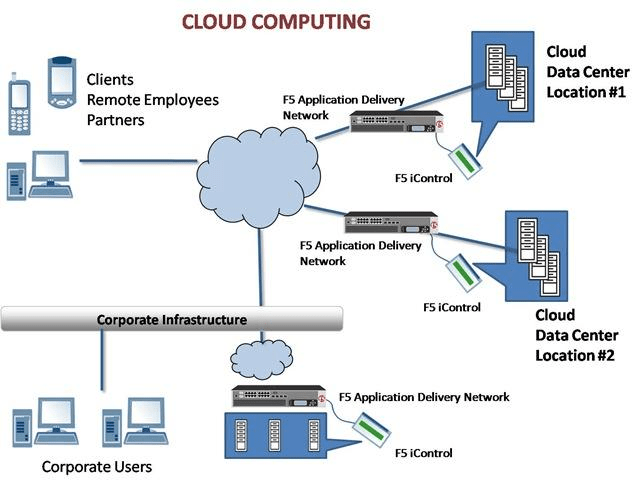 CLOUD COMPUTING
Clients
Remote Employees
Partners
F5 Application Delivery
Network
F5 iControl
Cloud
Data Center
Location #1
F5 Application Delivery
Network
F5 iControl
Cloud
Data Center
Location #2
Corporate Infrastructure
F5 Application Delivery Network
F5 iControl
Corporate Users